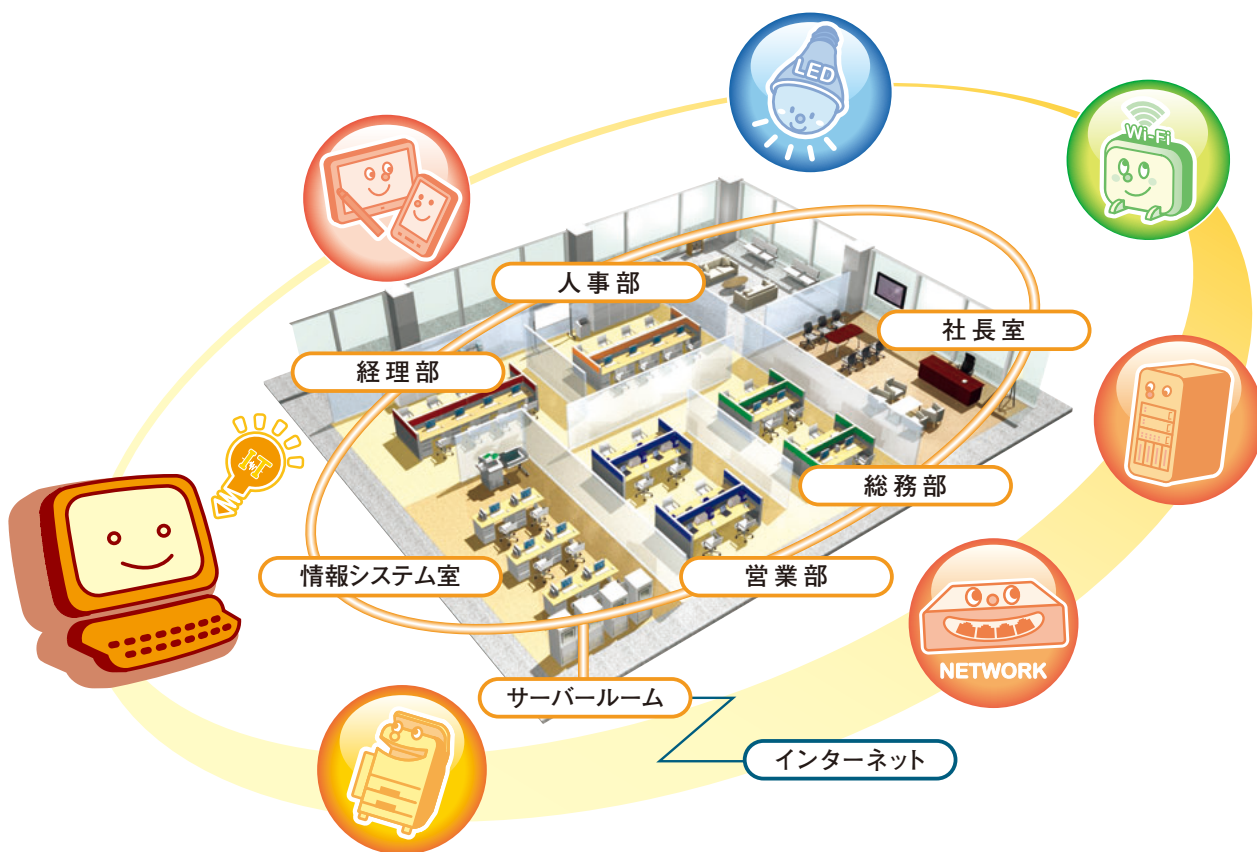 LED
Wi-Fi
人事部
社長室
経理部
IT
総務部
情報システム室
営業部
NETWORK
サーバールーム
インターネット